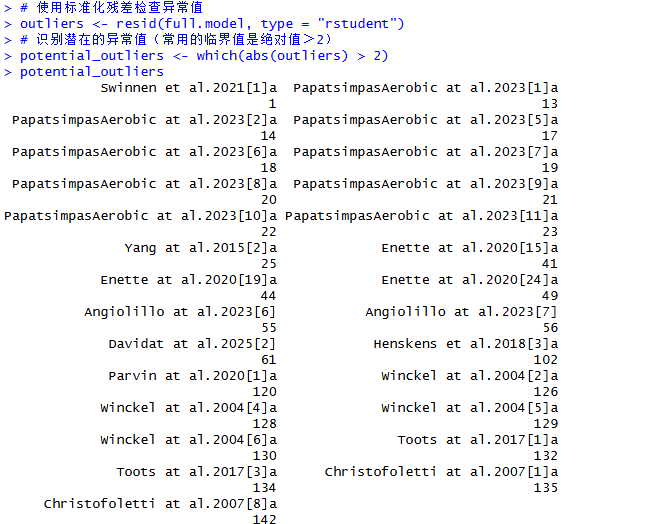 > # 使用标准化残差检查异常值
> outliers <- resid(full.model, type = "rstudent")
> # 识别潜在的异常值（常用的临界值是绝对值＞2）
> potential_outliers <- which(abs(outliers) > 2)
> potential_outliers
Swinnen et al.2021[1]a PapatsimpasAerobic at al.2023[1]a
1 13
PapatsimpasAerobic at al.2023[2]a PapatsimpasAerobic at al.2023[5]a
14 17
PapatsimpasAerobic at al.2023[6]a PapatsimpasAerobic at al.2023[7]a
18 19
PapatsimpasAerobic at al.2023[8]a PapatsimpasAerobic at al.2023[9]a
20 21
PapatsimpasAerobic at al.2023[10]a PapatsimpasAerobic at al.2023[11]a
22 23
Yang at al.2015[2]a Enette at al.2020[15]a
25 41
Enette at al.2020[19]a Enette at al.2020[24]a
44 49
Angiolillo at al.2023[6] Angiolillo at al.2023[7]
55 56
Davidat at al.2025[2] Henskens et al.2018[3]a
61 102
Parvin at al.2020[1]a Winckel at al.2004[2]a
120 126
Winckel at al.2004[4]a Winckel at al.2004[5]a
128 129
Winckel at al.2004[6]a Toots at al.2017[1]a
130 132
Toots at al.2017[3]a Christofoletti at al.2007[1]a
134 135
Christofoletti at al.2007[8]a
142